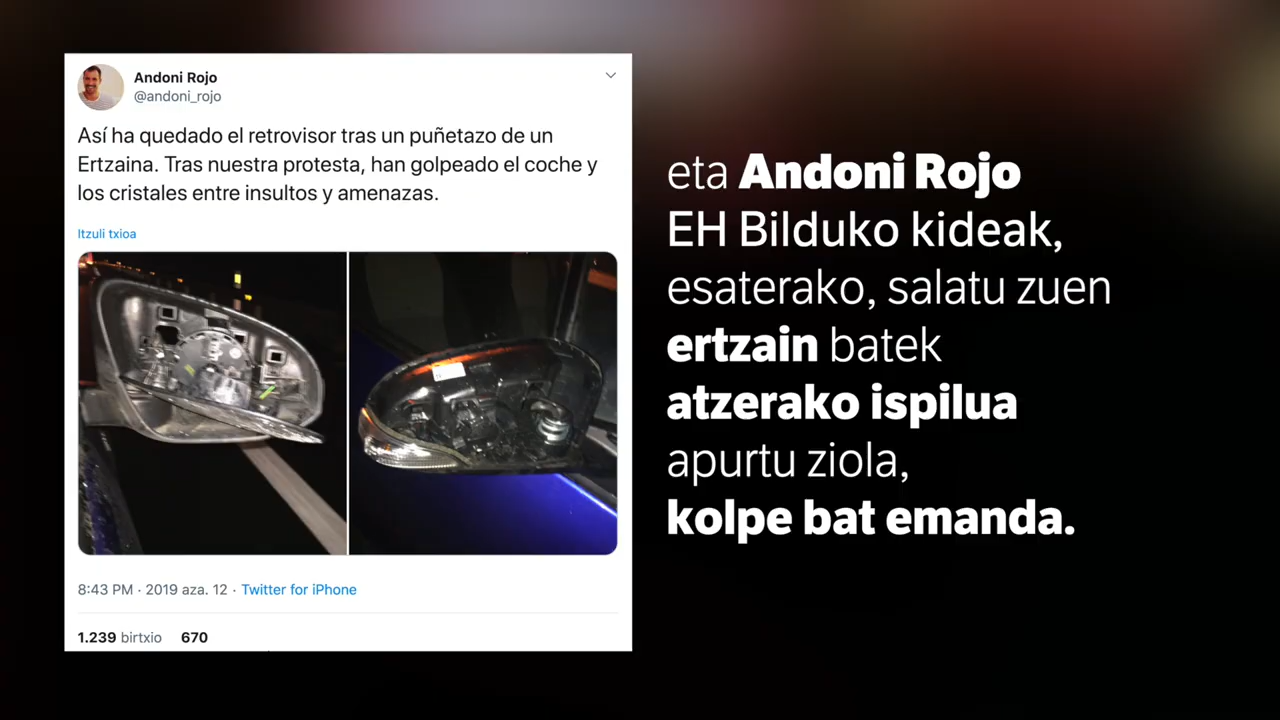 Andoni Rojo
@andoni_rojo
Así ha quedado el retrovisor tras un puñetazo de un
Ertzaina. Tras nuestra protesta, han golpeado el coche y
los cristales entre insultos y amenazas.
Itzuli txioa
8:43 PM · 2019 aza. 12 · Twitter for iPhone
1.239 birtxio 670
eta Andoni Rojo
EH Bilduko kideak,
esaterako, salatu zuen
ertzain batek
atzerako ispilua
apurtu ziola,
kolpe bat emanda.